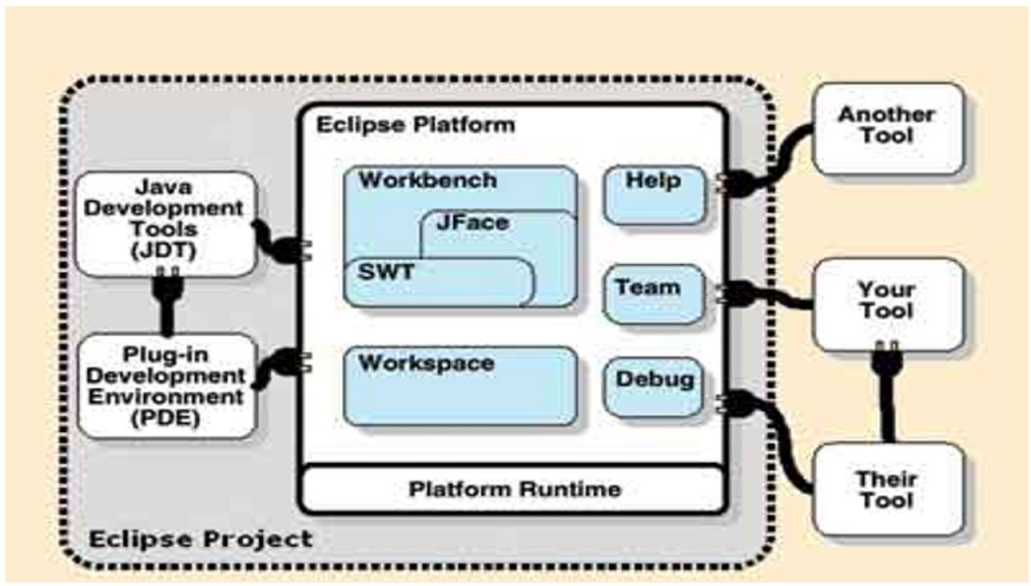 Eclipse Platform
Java
Development
Tools
(JDT)
Plug-in
Development
Environment
(PDE)
Workbench
JFace
SWT
Workspace
Help
Team
Debug
Platform Runtime
Eclipse Project
Another
Tool
Your
Tool
Their
Tool